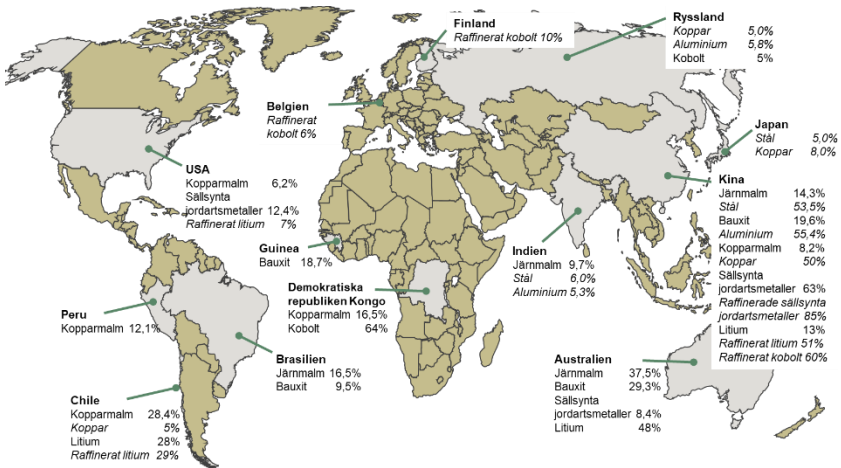 Finland
Raffinerat kobolt 10%
Ryssland
Koppar 5,0%
Aluminium 5,8%
Kobolt 5%
Belgien
Raffinerat
kobolt 6%
Japan
Stål 5,0%
Koppar 8,0%
USA
Kopparmalm 6,2%
Sällsynta
jordartsmetaller 12,4%
Raffinerat litium 7%
Kina
Järnmalm 14,3%
Stål 53,5%
Bauxit 19,6%
Aluminium 55,4%
Kopparmalm 8,2%
Koppar 50%
Sällsynta
jordartsmetaller 63%
Raffinerade sällsynta
jordartsmetaller 85%
Litium 13%
Raffinerat litium 51%
Raffinerat kobolt 60%
Guinea
Bauxit 18,7%
Indien
Järnmalm 9,7%
Stål 6,0%
Aluminium 5,3%
Demokratiska
republiken Kongo
Kopparmalm 16,5%
Kobolt 64%
Peru
Kopparmalm 12,1%
Brasilien
Järnmalm 16,5%
Bauxit 9,5%
Australien
Järnmalm 37,5%
Bauxit 29,3%
Sällsynta
jordartsmetaller 8,4%
Litium 48%
Chile
Kopparmalm 28,4%
Koppar 5%
Litium 28%
Raffinerat litium 29%